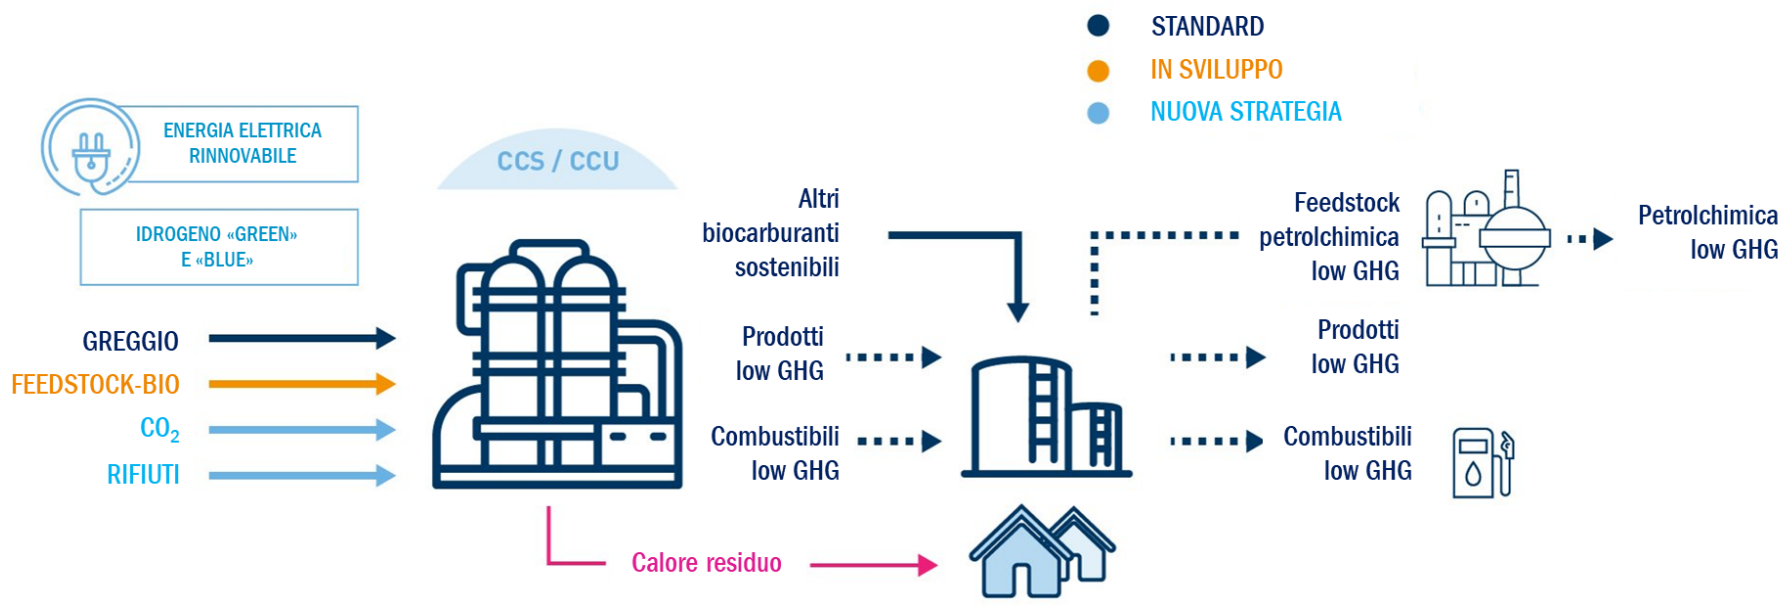 STANDARD
IN SVILUPPO
NUOVA STRATEGIA
ENERGIA ELETTRICA
RINNOVABILE
IDROGENO «GREEN»
E «BLUE»
CCS / CCU
GREGGIO
FEEDSTOCK-BIO
CO₂
RIFIUTI
Altri
biocarburanti
sostenibili
Prodotti
low GHG
Combustibili
low GHG
Calore residuo
Feedstock
petrolchimica
low GHG
Petrolchimica
low GHG
Prodotti
low GHG
Combustibili
low GHG